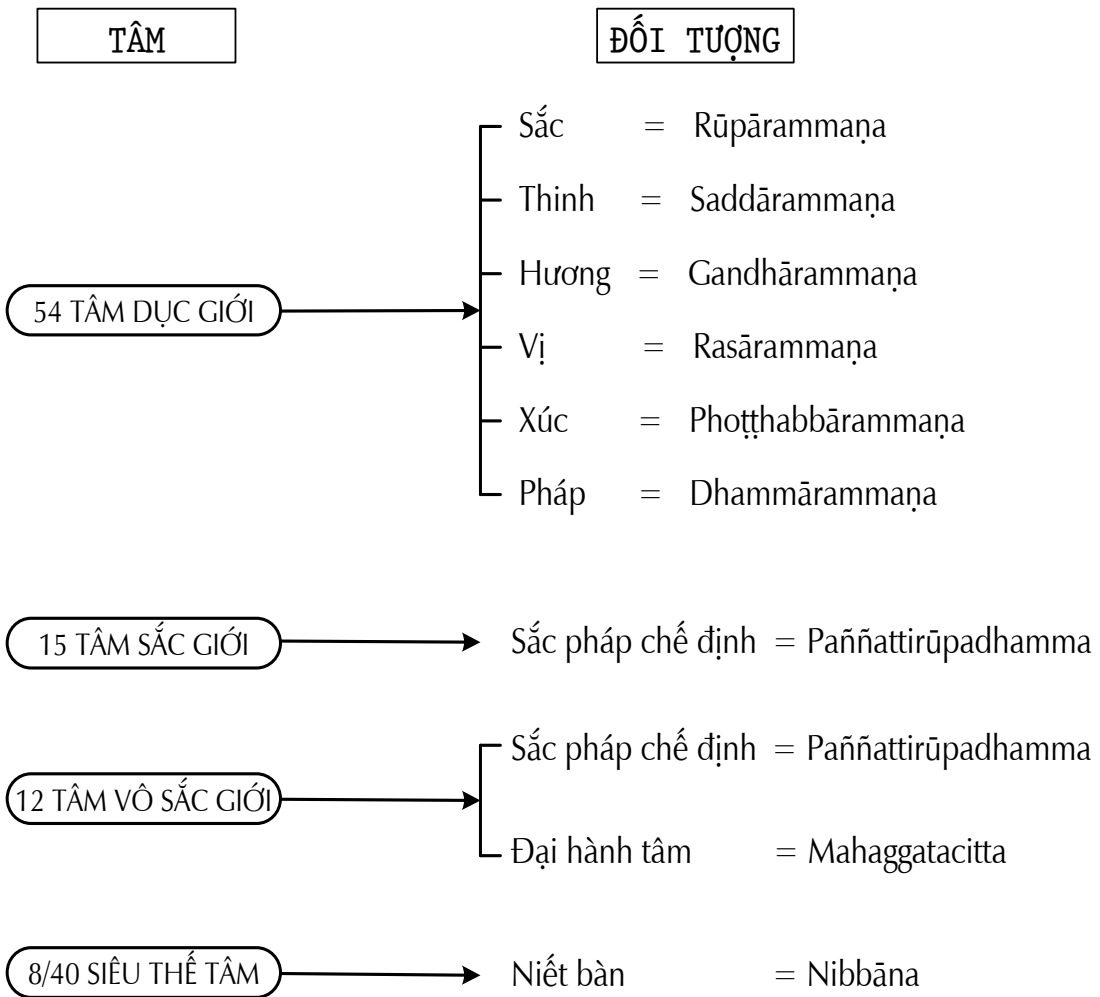 TÂM ĐỐI TƯỢNG
Sắc = Rūpārammaṇa
Thinh = Saddārammaṇa
Hương = Gandhārammaṇa
54 TÂM DỤC GIỚI
Vị = Rasārammaṇa
Xúc = Phoṭṭhabbārammaṇa
Pháp = Dhammārammaṇa
15 TÂM SẮC GIỚI Sắc pháp chế định = Paññattirūpadhamma
Sắc pháp chế định = Paññattirūpadhamma
12 TÂM VÔ SẮC GIỚI
Đại hành tâm = Mahaggatacitta
8/40 SIÊU THẾ TÂM Niết bàn = Nibbāna